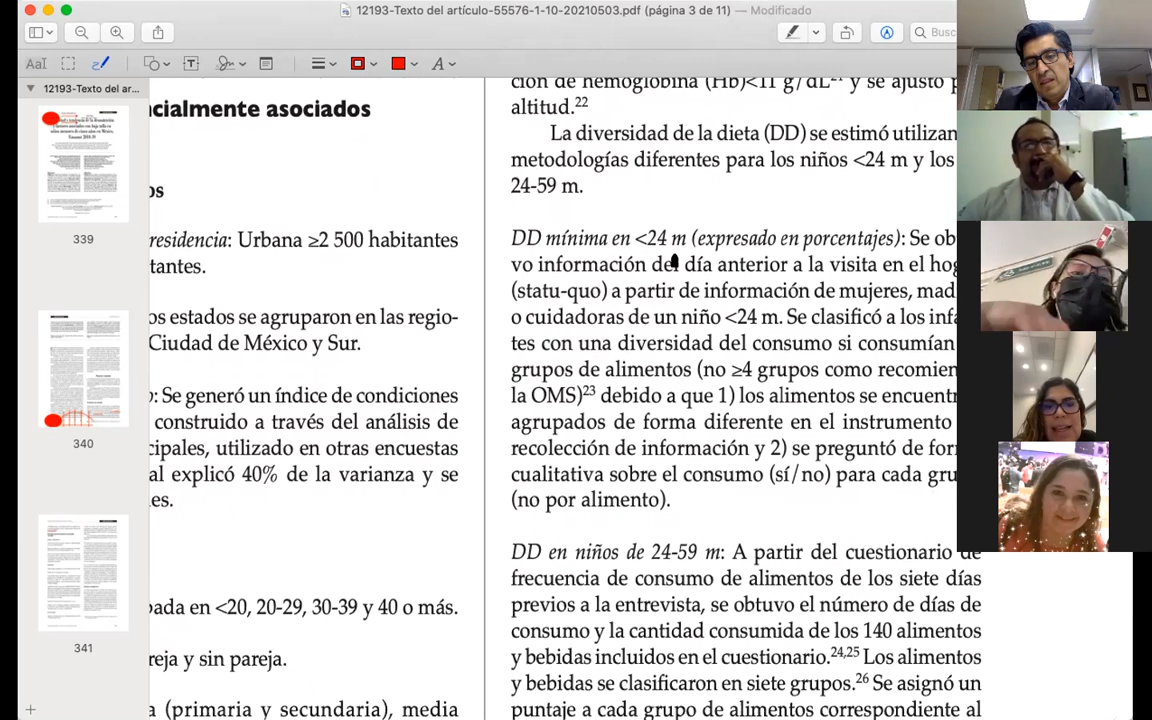 12193-Texto del artículo-55576-1-10-20210503.pdf (página 3 de 11) — Modificado
Busc
AaI
T
A
12193-Texto del ar...
339
340
341
ncialmente asociados
os
residencia: Urbana ≥2 500 habitantes
tantes.
os estados se agruparon en las regio-
Ciudad de México y Sur.
o: Se generó un índice de condiciones
construido a través del análisis de
cipales, utilizado en otras encuestas
al explicó 40% de la varianza y se
es.
pada en <20, 20-29, 30-39 y 40 o más.
reja y sin pareja.
a (primaria y secundaria), media
ción de hemoglobina (Hb)<11 g/dL²¹ y se ajustó p
altitud.²²
La diversidad de la dieta (DD) se estimó utilizan
metodologías diferentes para los niños <24 m y los
24-59 m.
DD mínima en <24 m (expresado en porcentajes): Se ob
vo información del día anterior a la visita en el hog
(statu-quo) a partir de información de mujeres, mad
o cuidadoras de un niño <24 m. Se clasificó a los infa
tes con una diversidad del consumo si consumían
grupos de alimentos (no ≥4 grupos como recomien
la OMS)²³ debido a que 1) los alimentos se encuentr
agrupados de forma diferente en el instrumento
recolección de información y 2) se preguntó de for
cualitativa sobre el consumo (sí/no) para cada gru
(no por alimento).
DD en niños de 24-59 m: A partir del cuestionario de
frecuencia de consumo de alimentos de los siete días
previos a la entrevista, se obtuvo el número de días de
consumo y la cantidad consumida de los 140 alimentos
y bebidas incluidos en el cuestionario.²⁴,²⁵ Los alimentos
y bebidas se clasificaron en siete grupos.²⁶ Se asignó un
puntaje a cada grupo de alimentos correspondiente al